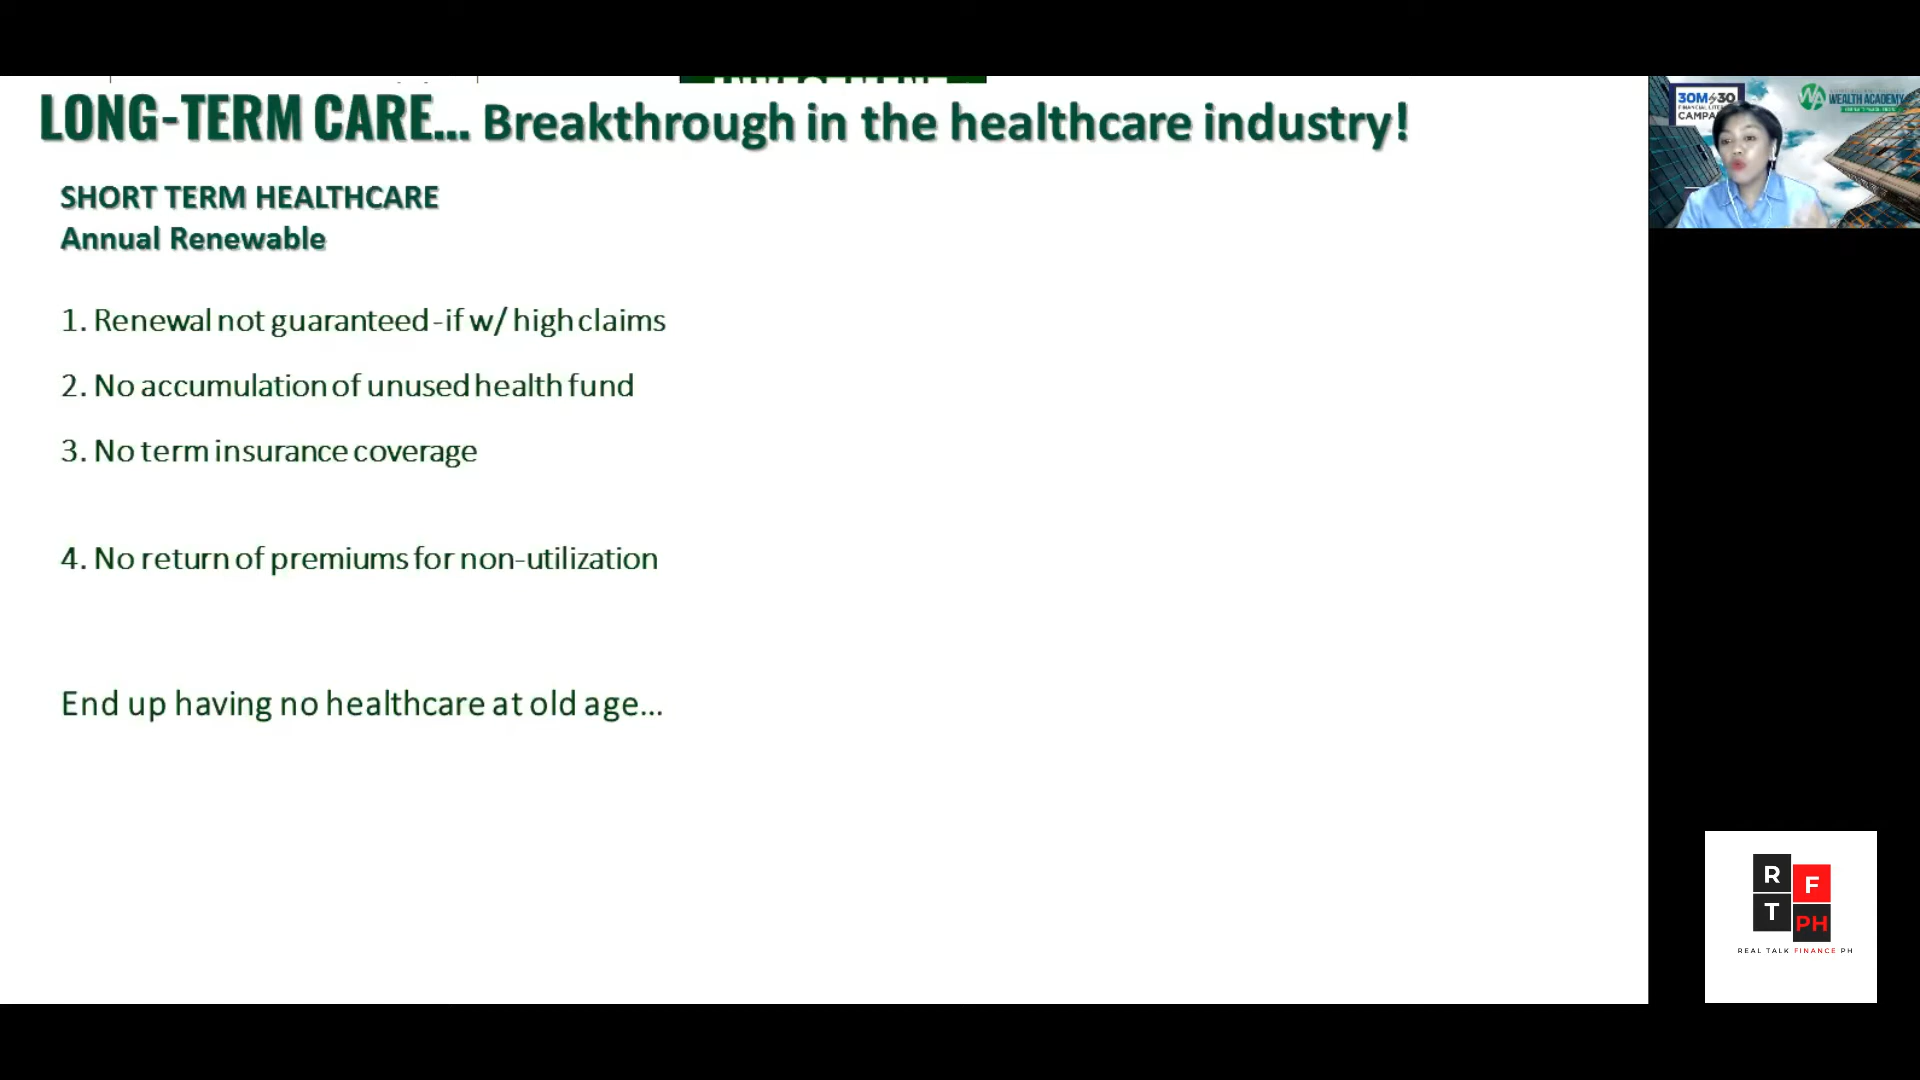 LONG-TERM CARE... Breakthrough in the healthcare industry!
SHORT TERM HEALTHCARE
Annual Renewable
1. Renewal not guaranteed - if w/ high claims
2. No accumulation of unused health fund
3. No term insurance coverage
4. No return of premiums for non-utilization
End up having no healthcare at old age...
30M by 30
FINANCIAL
WA WEALTH ACADEMY
R F
T PH
REAL TALK FINANCE PH